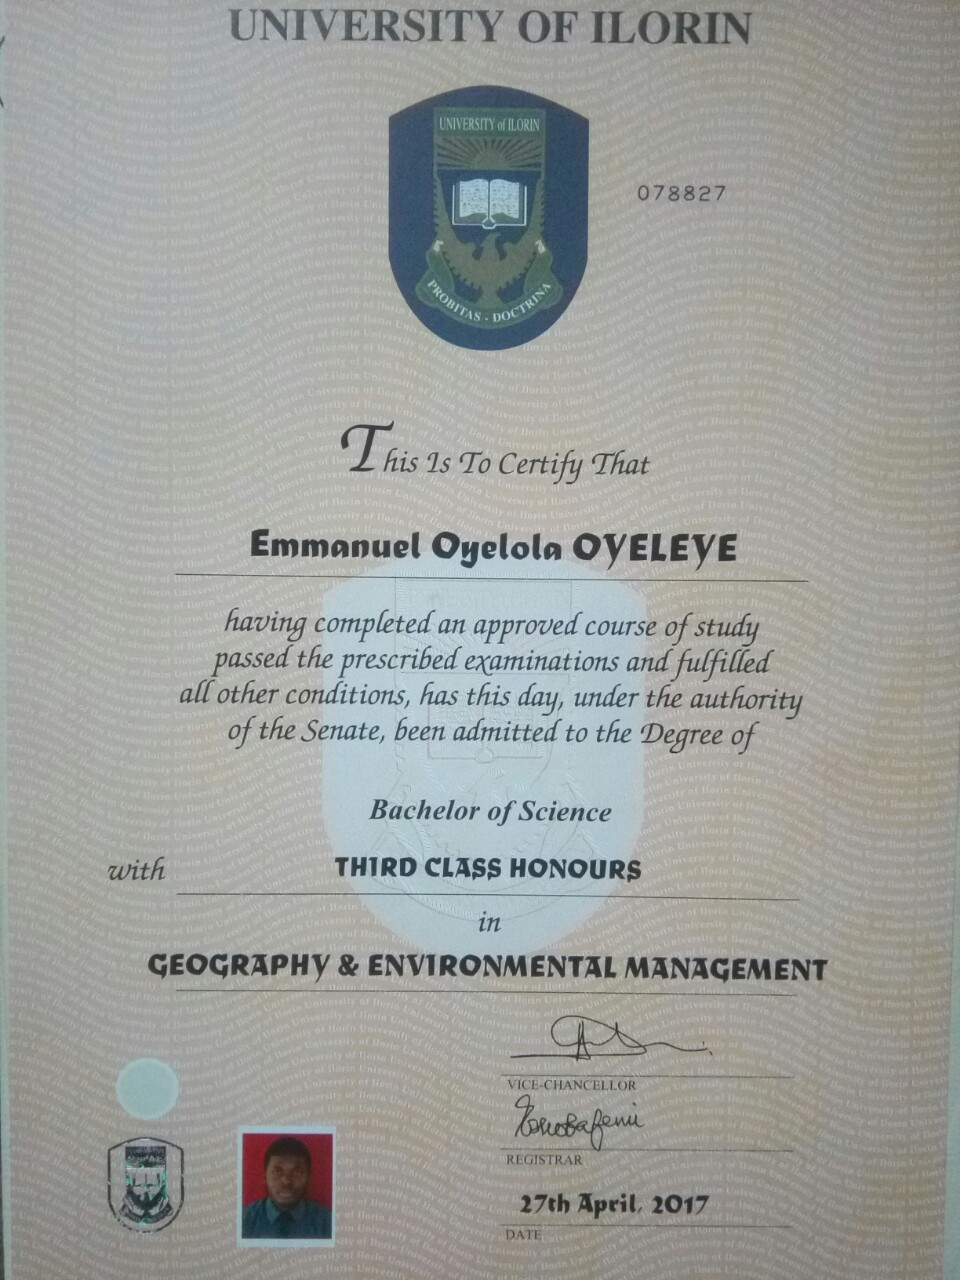 UNIVERSITY OF ILORIN
UNIVERSITY of ILORIN
078827
PROBITAS - DOCTRINA
This Is To Certify That
Emmanuel Oyelola OYELEYE
having completed an approved course of study
passed the prescribed examinations and fulfilled
all other conditions, has this day, under the authority
of the Senate, been admitted to the Degree of
Bachelor of Science
with THIRD CLASS HONOURS
in
GEOGRAPHY & ENVIRONMENTAL MANAGEMENT
VICE-CHANCELLOR
REGISTRAR
27th April, 2017
DATE